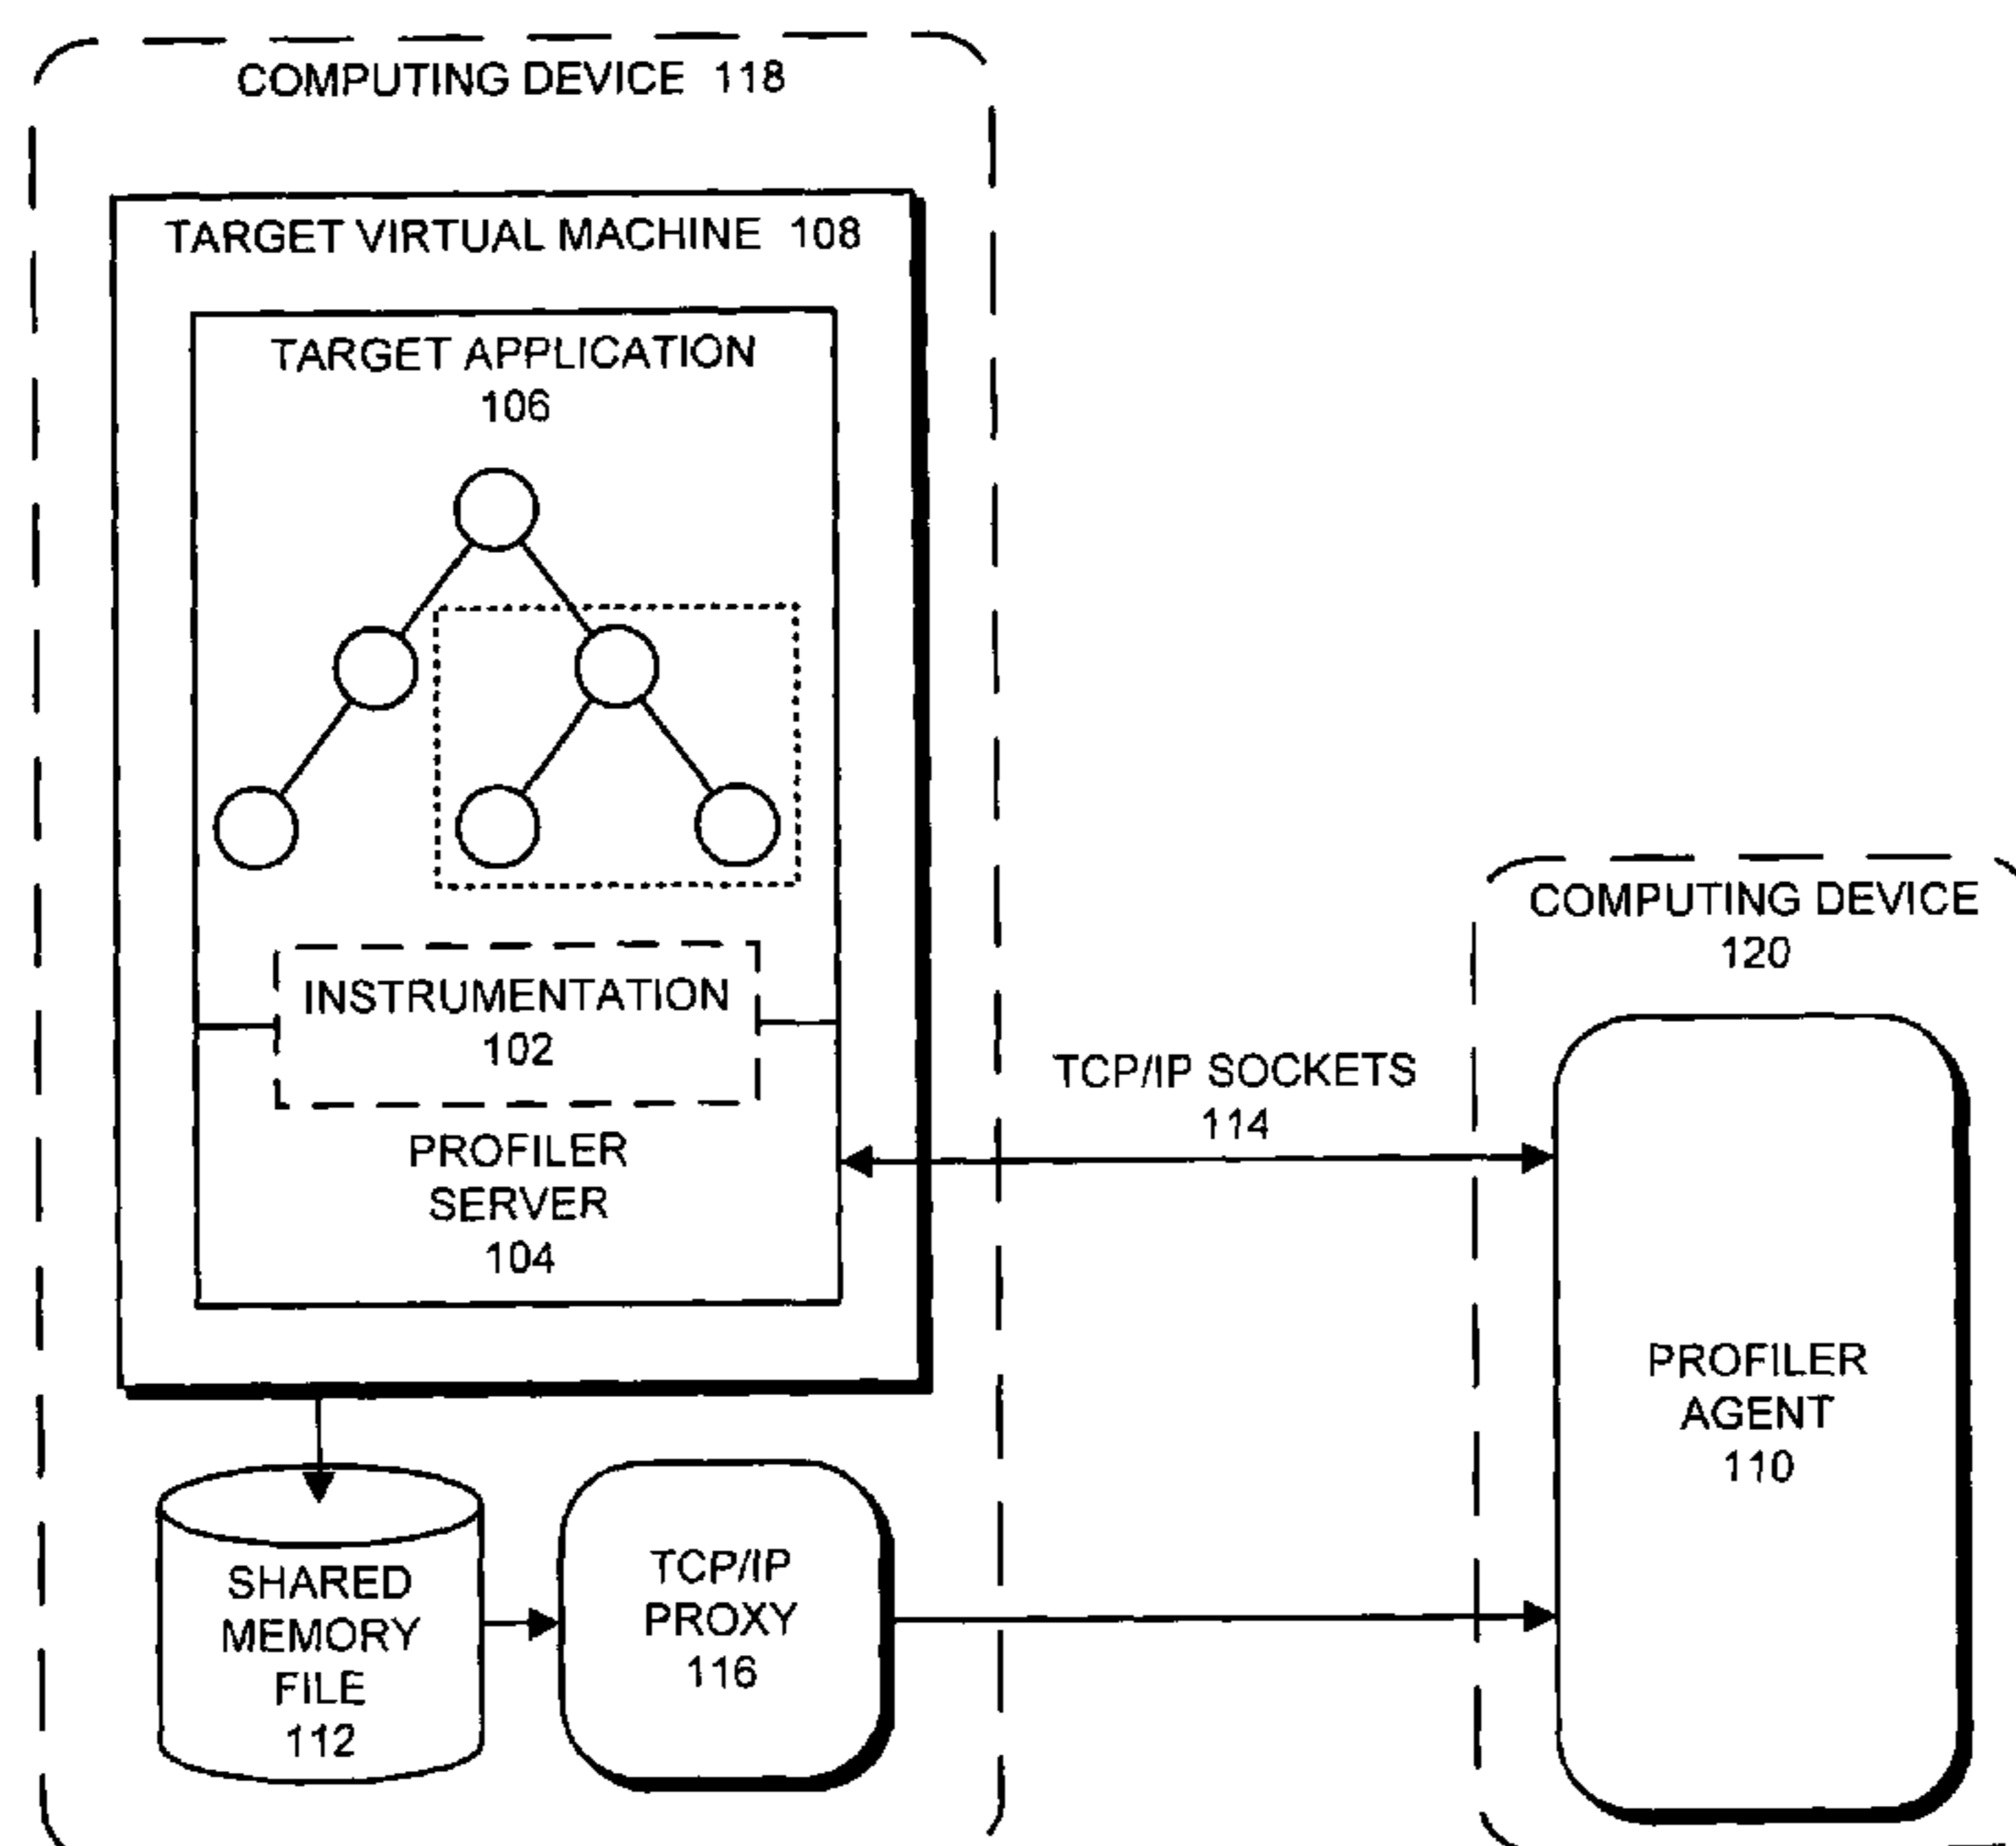 COMPUTING DEVICE 118
TARGET VIRTUAL MACHINE 108
TARGET APPLICATION
106
INSTRUMENTATION
102
PROFILER
SERVER
104
TCP/IP SOCKETS
114
COMPUTING DEVICE
120
PROFILER
AGENT
110
SHARED
MEMORY
FILE
112
TCP/IP
PROXY
116